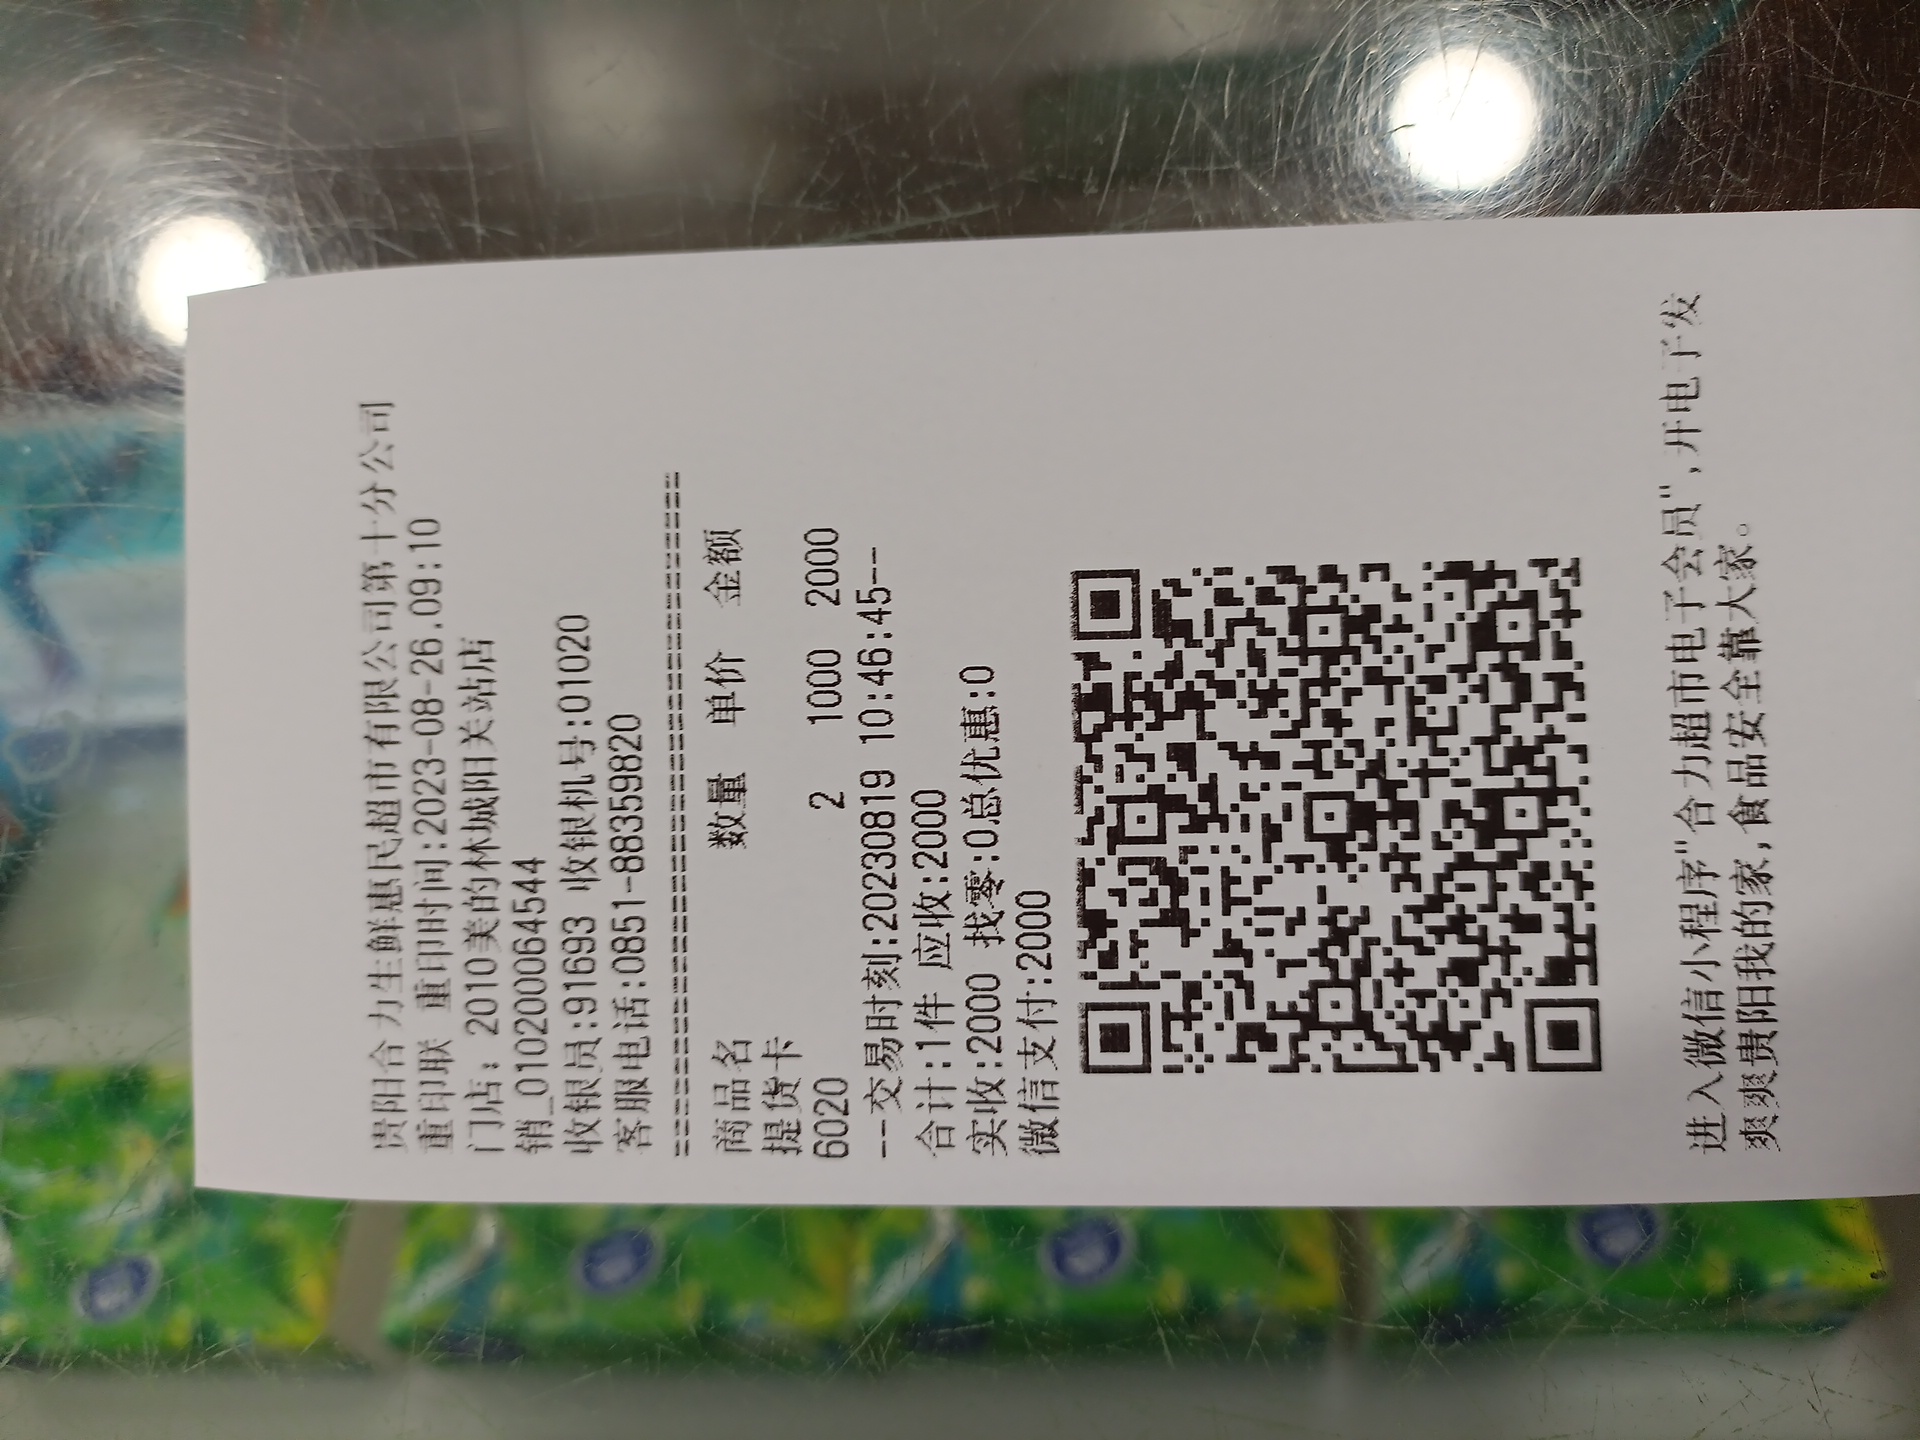 贵阳合力生鲜惠民超市有限公司第十分公司
重印联 重印时间:2023-08-26.09:10
门店: 2010美的林城阳关站店
销_010200064544
收银员:91693 收银机号:01020
客服电话:0851-88359820
========================================
商品名 数量 单价 金额
提货卡
6020 2 1000 2000
--交易时刻:20230819 10:46:45--
合计:1件 应收:2000
实收:2000 找零:0总优惠:0
微信支付:2000
进入微信小程序"合力超市电子会员",开电子发
爽爽贵阳我的家,食品安全靠大家。